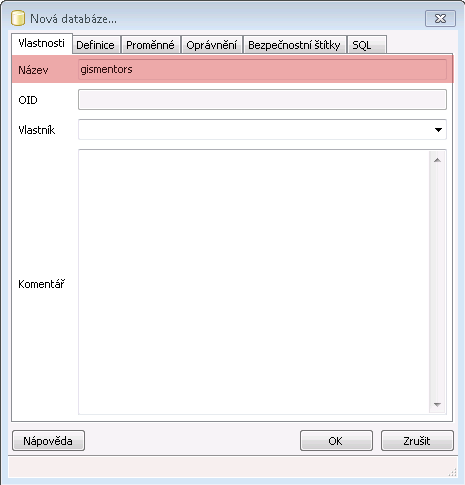 Nová databáze...
Vlastnosti Definice Proměnné Oprávnění Bezpečnostní štítky SQL
Název gismentors
OID
Vlastník
Komentář
Nápověda OK Zrušit